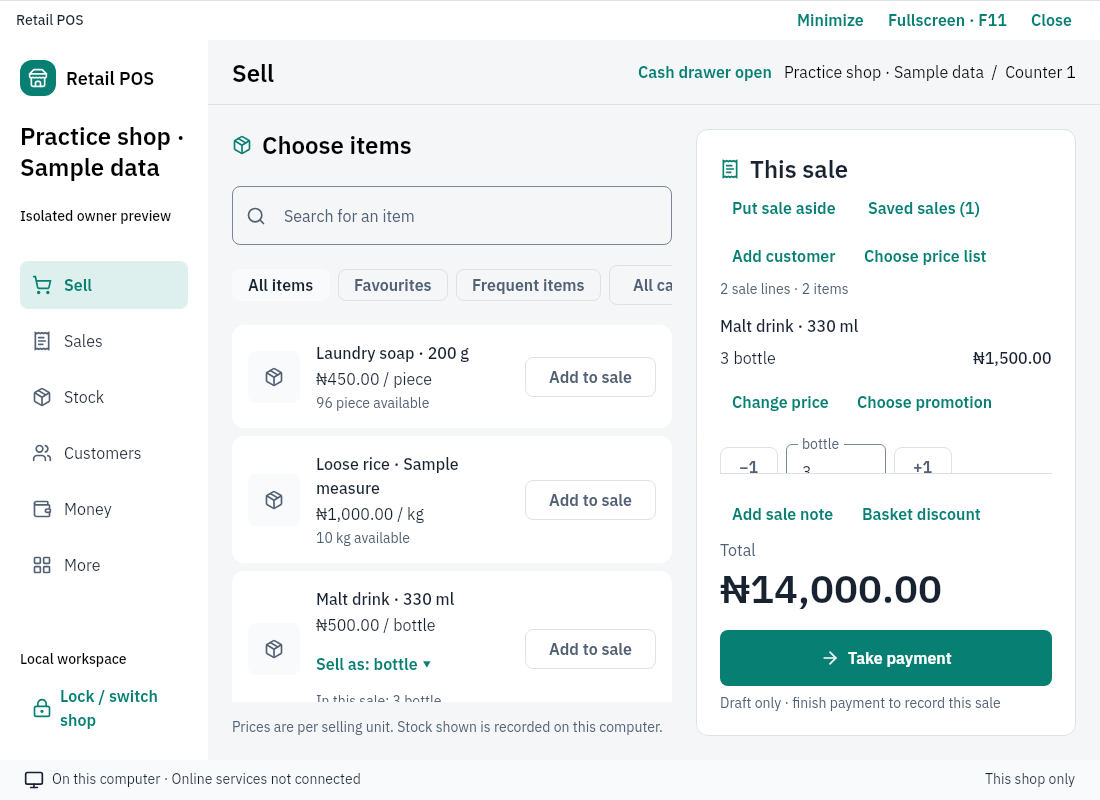 Retail POS
Minimize
Fullscreen · F11
Close
Retail POS
Practice shop ·
Sample data
Isolated owner preview
Sell
Sales
Stock
Customers
Money
More
Local workspace
Lock / switch
shop
Sell
Cash drawer open
Practice shop · Sample data / Counter 1
Choose items
Search for an item
All items
Favourites
Frequent items
All ca
Laundry soap · 200 g
₦450.00 / piece
96 piece available
Add to sale
Loose rice · Sample
measure
₦1,000.00 / kg
10 kg available
Add to sale
Malt drink · 330 ml
₦500.00 / bottle
Sell as: bottle ▾
In this sale: 3 bottle
Add to sale
Prices are per selling unit. Stock shown is recorded on this computer.
This sale
Put sale aside
Saved sales (1)
Add customer
Choose price list
2 sale lines · 2 items
Malt drink · 330 ml
3 bottle
₦1,500.00
Change price
Choose promotion
−1
bottle
3
+1
Add sale note
Basket discount
Total
₦14,000.00
Take payment
Draft only · finish payment to record this sale
On this computer · Online services not connected
This shop only